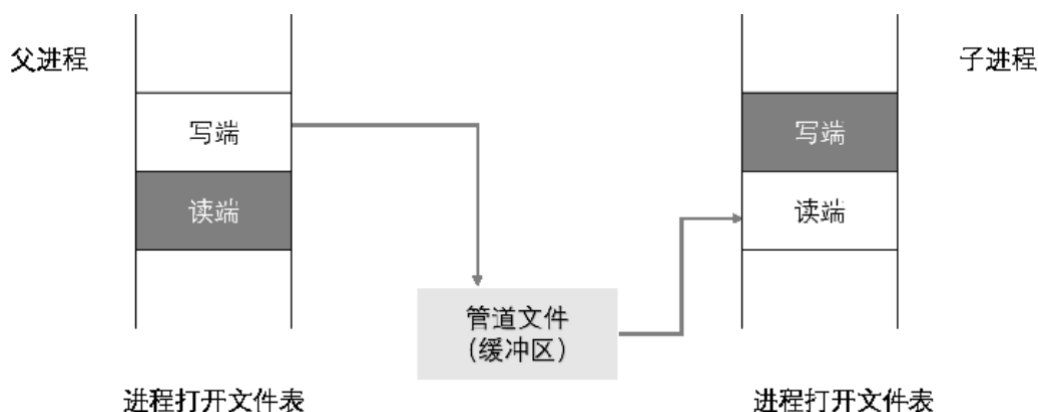 父进程
子进程
写端
写端
读端
读端
管道文件
(缓冲区)
进程打开文件表
进程打开文件表